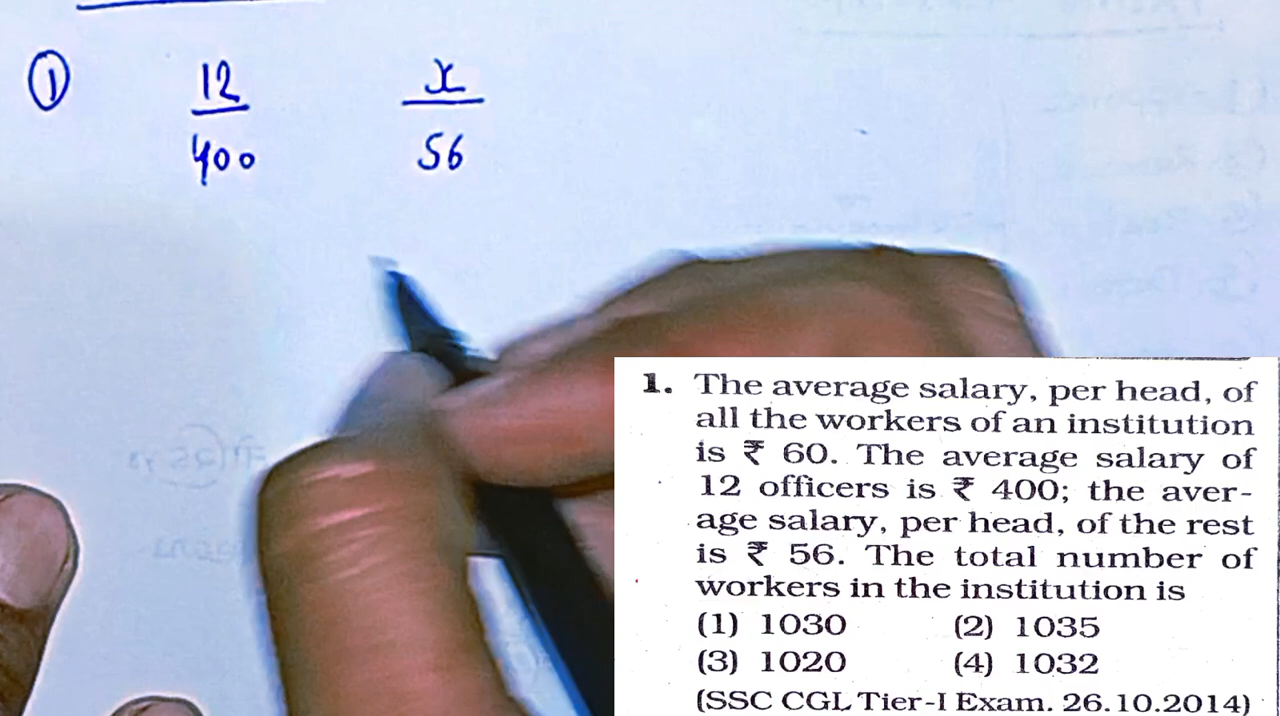 ① 12 x
400 56
1. The average salary, per head, of
all the workers of an institution
is ₹ 60. The average salary of
12 officers is ₹ 400; the aver-
age salary, per head, of the rest
is ₹ 56. The total number of
workers in the institution is
(1) 1030 (2) 1035
(3) 1020 (4) 1032
(SSC CGL Tier-I Exam. 26.10.2014)